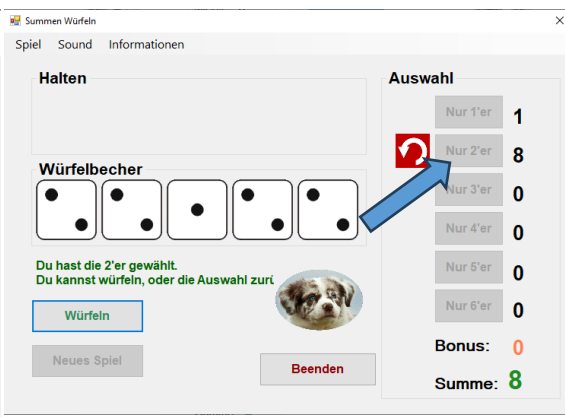 Summen Würfeln
Spiel Sound Informationen
Halten
Auswahl
Nur 1'er 1
Nur 2'er 8
Würfelbecher
Nur 3'er 0
Nur 4'er 0
Du hast die 2'er gewählt.
Du kannst würfeln, oder die Auswahl zurü
Nur 5'er 0
Würfeln
Nur 6'er 0
Neues Spiel
Beenden
Bonus: 0
Summe: 8